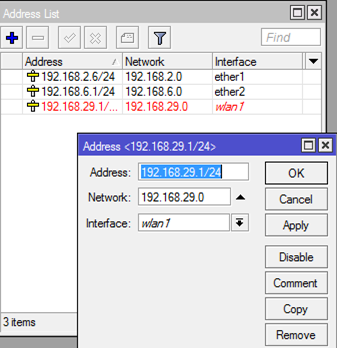 Address List
Find
Address Network Interface
192.168.2.6/24 192.168.2.0 ether1
192.168.6.1/24 192.168.6.0 ether2
192.168.29.1/... 192.168.29.0 wlan1
3 items
Address <192.168.29.1/24>
Address: 192.168.29.1/24
Network: 192.168.29.0
Interface: wlan1
OK
Cancel
Apply
Disable
Comment
Copy
Remove